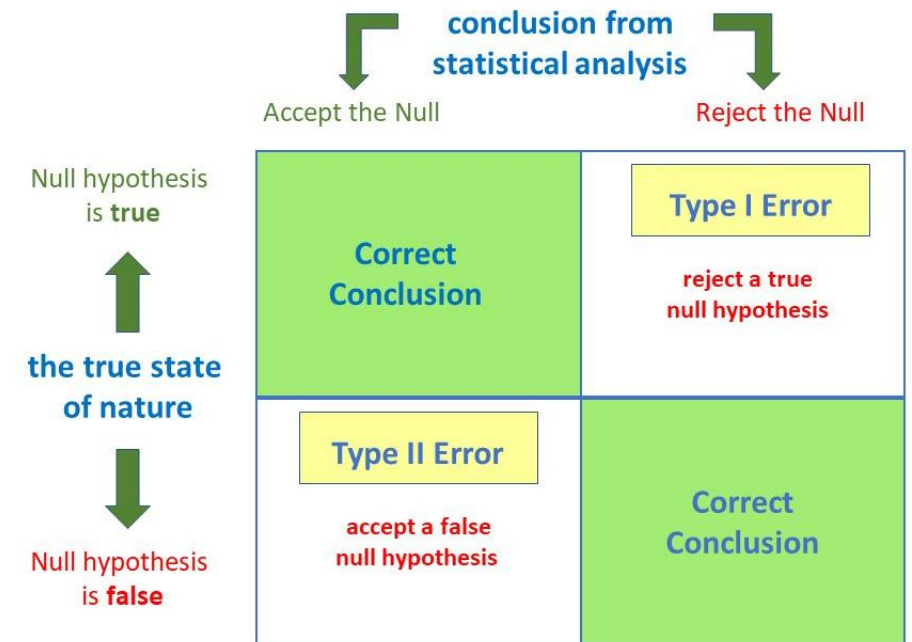 conclusion from
statistical analysis
Accept the Null
Reject the Null
Null hypothesis
is true
Correct
Conclusion
Type I Error
reject a true
null hypothesis
the true state
of nature
Type II Error
accept a false
null hypothesis
Correct
Conclusion
Null hypothesis
is false